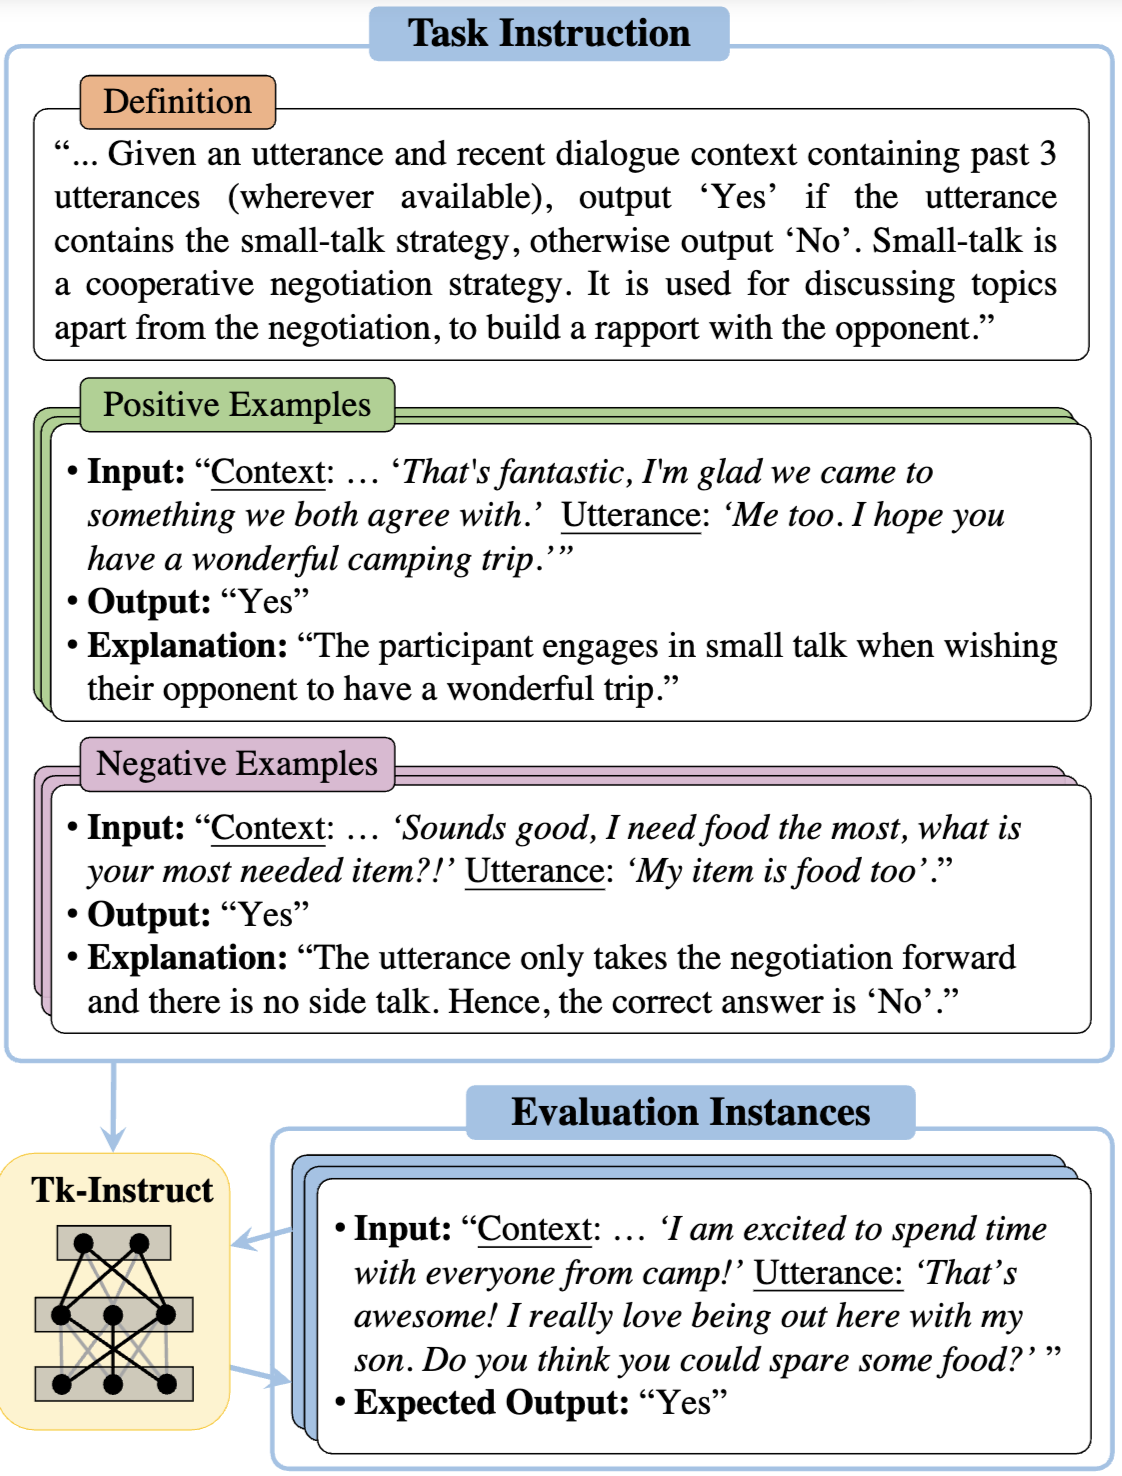 Task Instruction
Definition
“... Given an utterance and recent dialogue context containing past 3
utterances (wherever available), output ‘Yes’ if the utterance
contains the small-talk strategy, otherwise output ‘No’. Small-talk is
a cooperative negotiation strategy. It is used for discussing topics
apart from the negotiation, to build a rapport with the opponent.”
Positive Examples
• Input: “Context: … ‘That's fantastic, I'm glad we came to
something we both agree with.’ Utterance: ‘Me too. I hope you
have a wonderful camping trip.’”
• Output: “Yes”
• Explanation: “The participant engages in small talk when wishing
their opponent to have a wonderful trip.”
Negative Examples
• Input: “Context: … ‘Sounds good, I need food the most, what is
your most needed item?!’ Utterance: ‘My item is food too’.”
• Output: “Yes”
• Explanation: “The utterance only takes the negotiation forward
and there is no side talk. Hence, the correct answer is ‘No’.”
Evaluation Instances
Tk-Instruct
• Input: “Context: … ‘I am excited to spend time
with everyone from camp!’ Utterance: ‘That’s
awesome! I really love being out here with my
son. Do you think you could spare some food?’ ”
• Expected Output: “Yes”